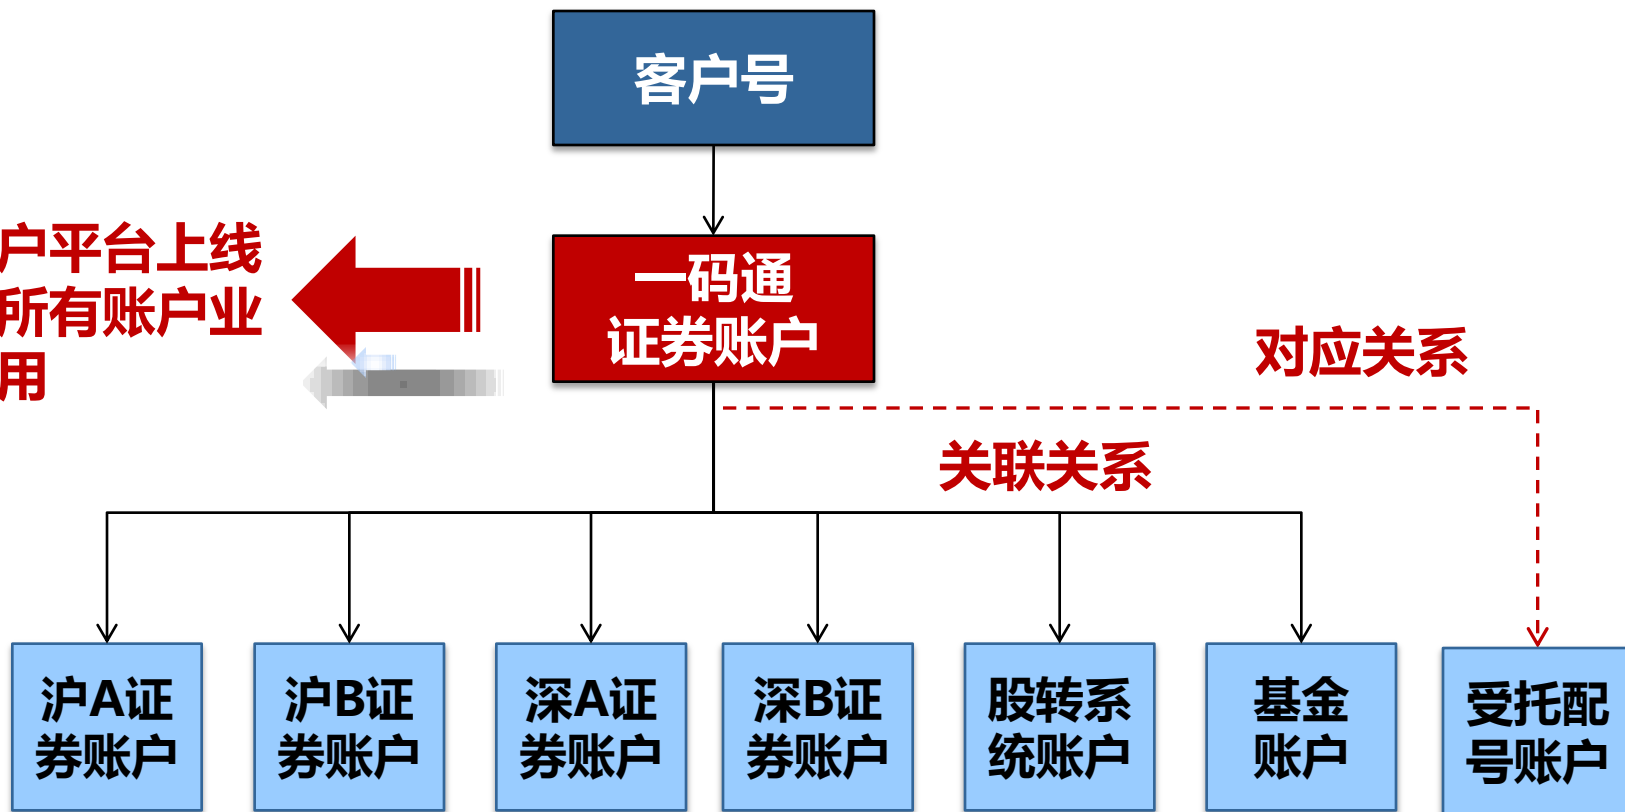 客户号
户平台上线
所有账户业
用
一码通
证券账户
对应关系
关联关系
沪A证
券账户
沪B证
券账户
深A证
券账户
深B证
券账户
股转系
统账户
基金
账户
受托配
号账户